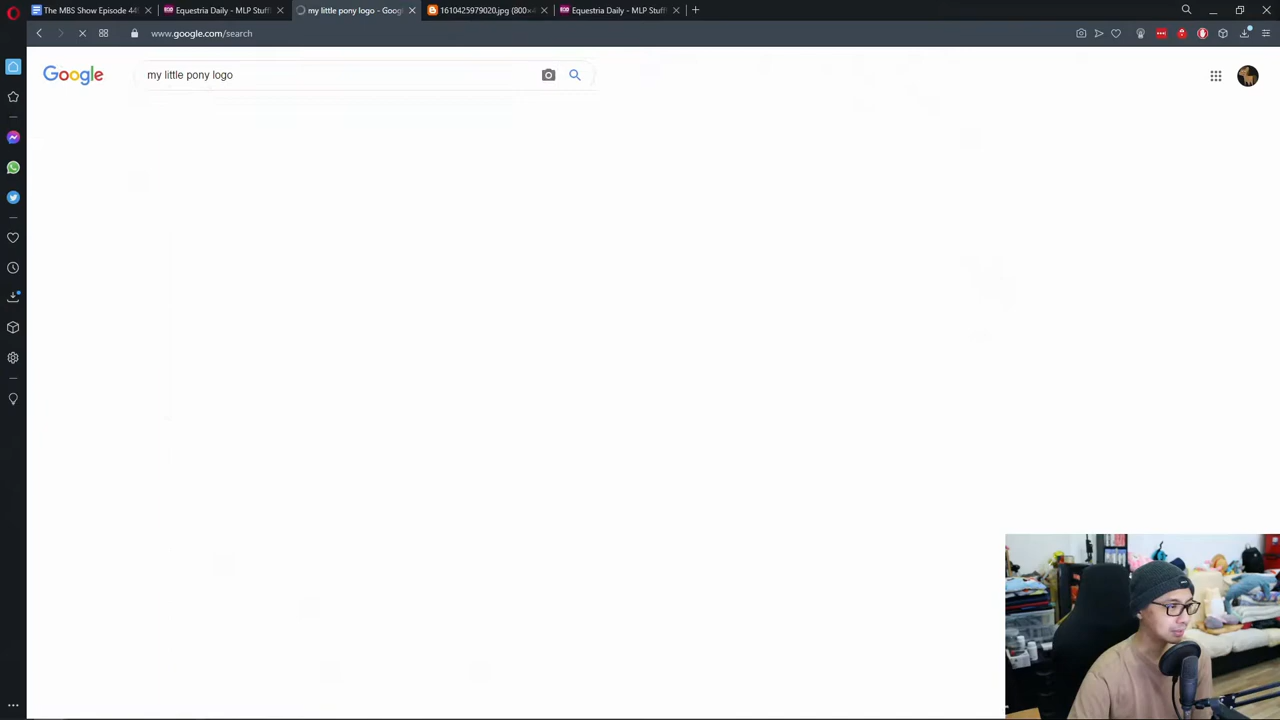 The MBS Show Episode 44
Equestria Daily - MLP Stuff!
my little pony logo - Goog
1610425979020.jpg (800×4
Equestria Daily - MLP Stuff!
www.google.com/search
Google
my little pony logo